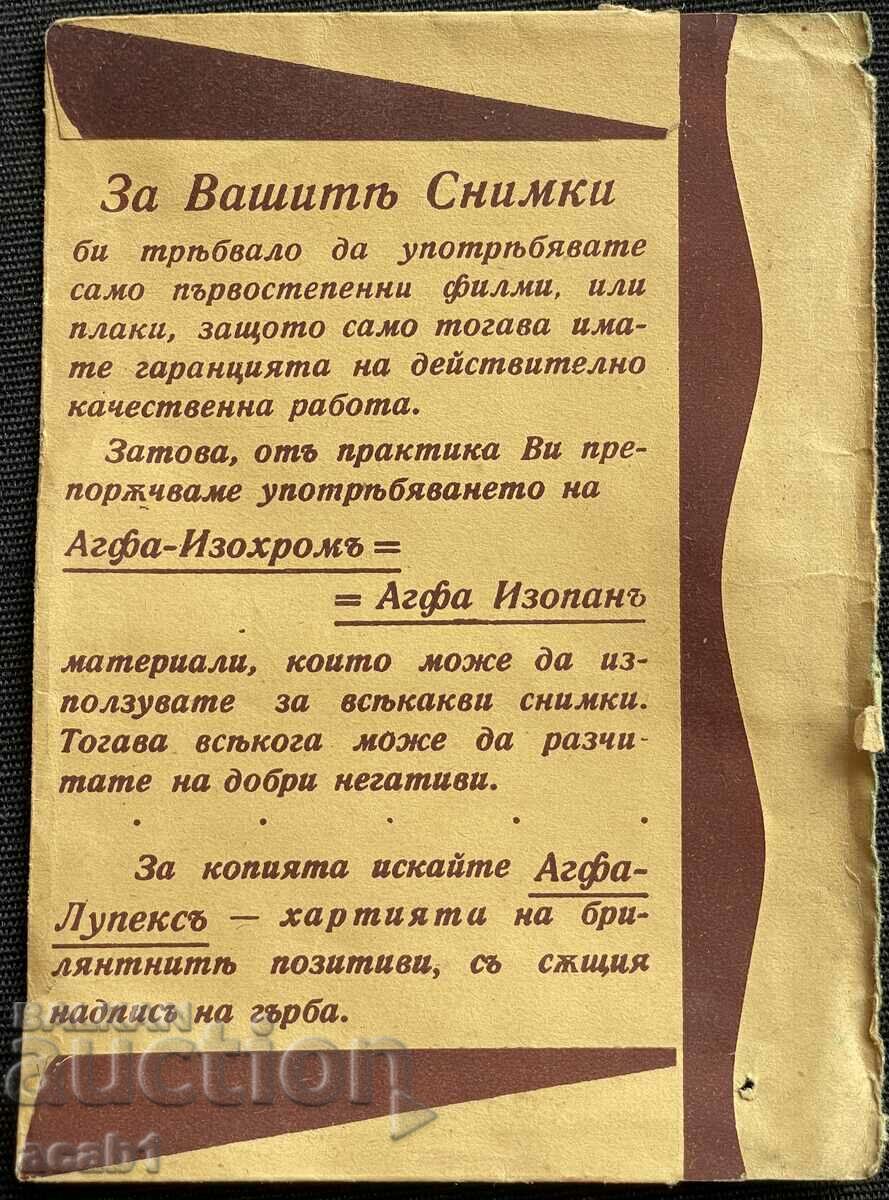 За Вашитѣ Снимки
би трѣбвало да употрѣбявате
само първостепенни филми, или
плаки, защото само тогава има-
те гаранцията на действително
качественна работа.
Затова, отъ практика Ви пре-
порѫчваме употрѣбяването на
Агфа-Изохромъ =
= Агфа Изопанъ
материали, които може да из-
ползувате за всѣкакви снимки.
Тогава всѣкога може да разчи-
тате на добри негативи.
За копията искайте Агфа-
Лупексъ — хартията на бри-
лянтнитѣ позитиви, съ сѫщия
надписъ на гърба.
BALKAN
auction
acab1